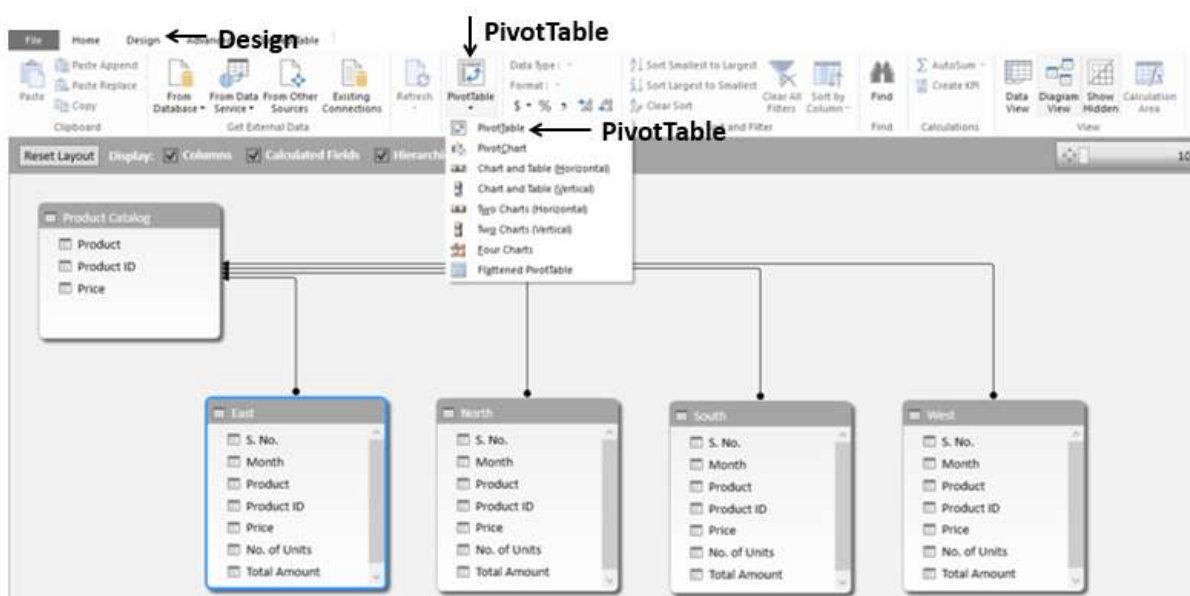 PivotTable
File Home Design Design
Paste Append
Paste Replace
Copy
Paste
Clipboard
From Database
From Data Service
From Other Sources
Existing Connections
Get External Data
Refresh
PivotTable
Data Type :
Format :
$ % ,
Sort Smallest to Largest
Sort Largest to Smallest
Clear Sort
Clear All Filters
Sort by Column
and Filter
Find
Find
AutoSum
Create KPI
Calculations
Data View
Diagram View
Show Hidden
Calculation Area
View
PivotTable PivotTable
PivotChart
Chart and Table (Horizontal)
Chart and Table (Vertical)
Two Charts (Horizontal)
Two Charts (Vertical)
Four Charts
Flattened PivotTable
Reset Layout Display: Columns Calculated Fields
10
Product Catalog
Product
Product ID
Price
East
S. No.
Month
Product
Product ID
Price
No. of Units
Total Amount
North
S. No.
Month
Product
Product ID
Price
No. of Units
Total Amount
South
S. No.
Month
Product
Product ID
Price
No. of Units
Total Amount
West
S. No.
Month
Product
Product ID
Price
No. of Units
Total Amount